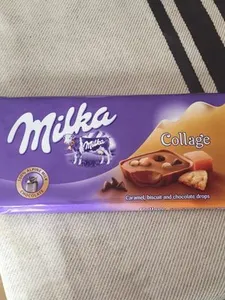 Milka
Milka
Collage
Caramel, biscuit and chocolate drops